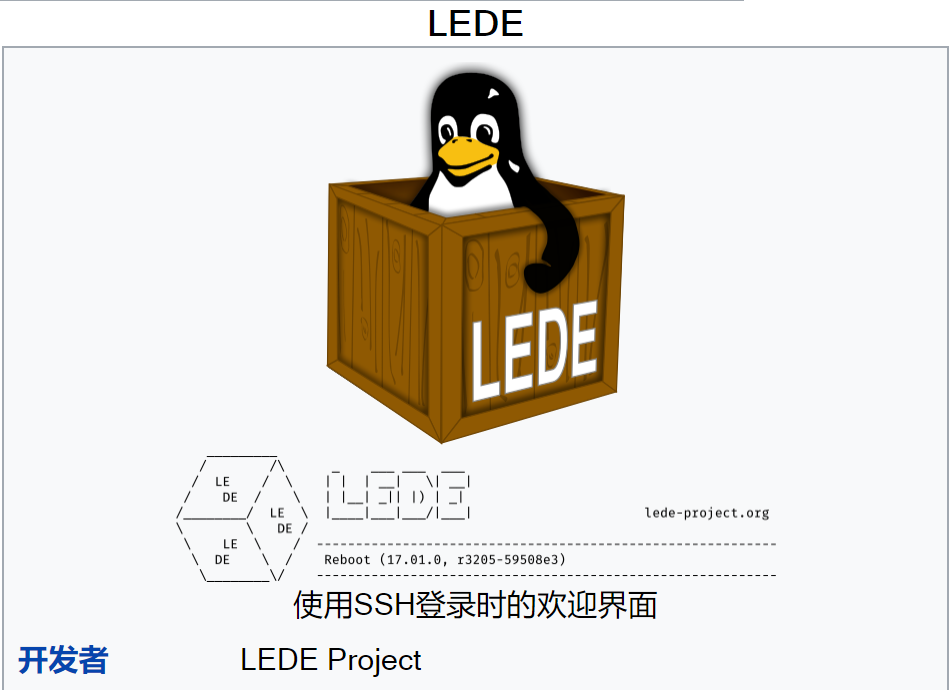 LEDE
LEDE
LE
DE
LE
DE
LE
DE
LEDE
lede-project.org
Reboot (17.01.0, r3205-59508e3)
使用SSH登录时的欢迎界面
开发者 LEDE Project